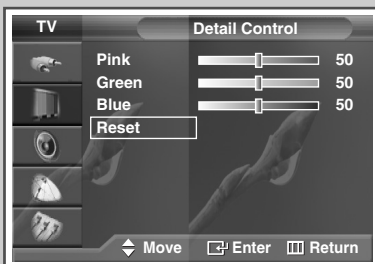 TV Detail Control
Pink 50
Green 50
Blue 50
Reset
Move Enter Return